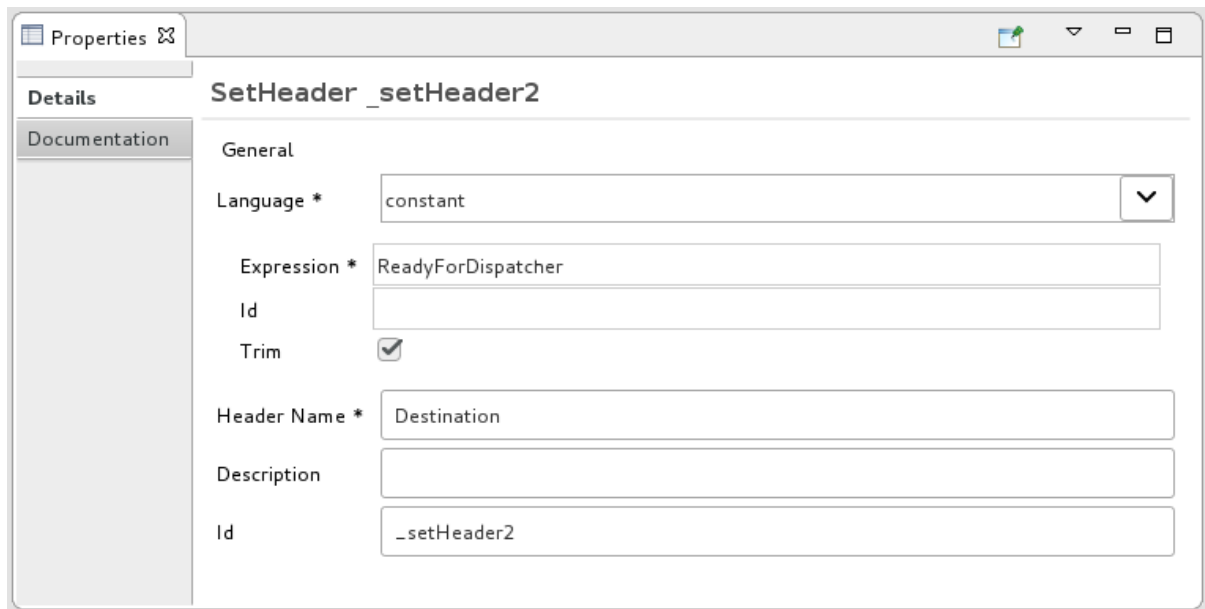 Properties
Details
Documentation
SetHeader _setHeader2
General
Language * constant
Expression * ReadyForDispatcher
Id
Trim
Header Name * Destination
Description
Id _setHeader2